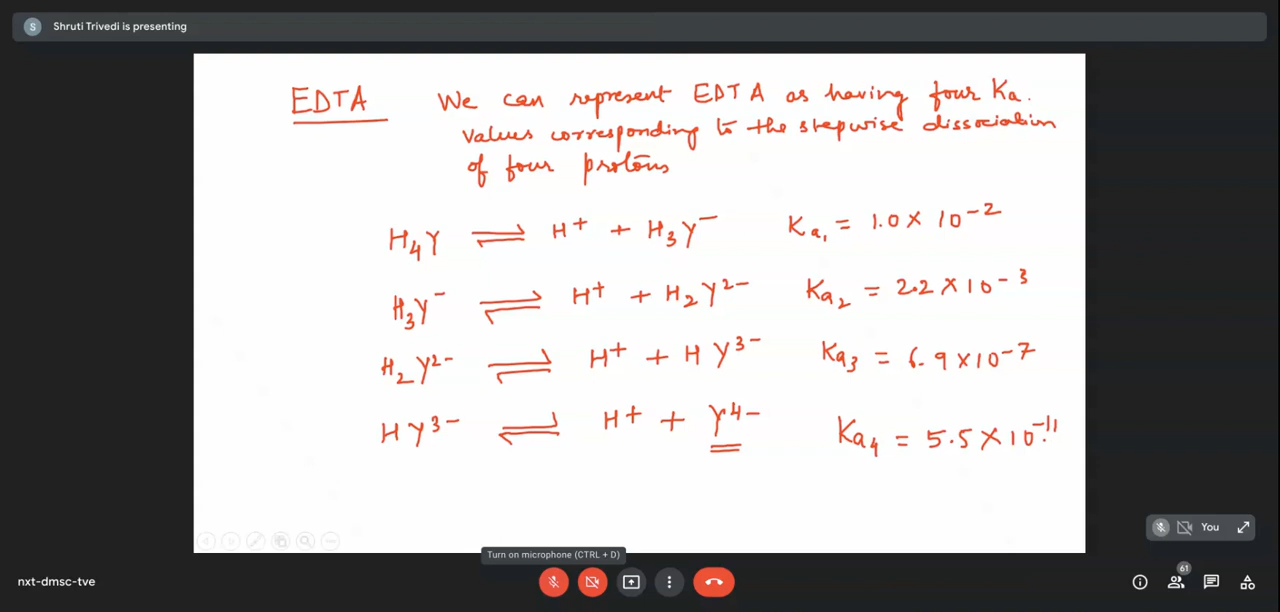 S Shruti Trivedi is presenting
EDTA We can represent EDTA as having four Ka.
values corresponding to the stepwise dissociation
of four protons
H₄Y ⇌ H⁺ + H₃Y⁻ Ka₁ = 1.0 × 10⁻²
H₃Y⁻ ⇌ H⁺ + H₂Y²⁻ Ka₂ = 2.2 × 10⁻³
H₂Y²⁻ ⇌ H⁺ + HY³⁻ Ka₃ = 6.9 × 10⁻⁷
HY³⁻ ⇌ H⁺ + Y⁴⁻ Ka₄ = 5.5 × 10⁻¹¹
You
Turn on microphone (CTRL + D)
nxt-dmsc-tve
61